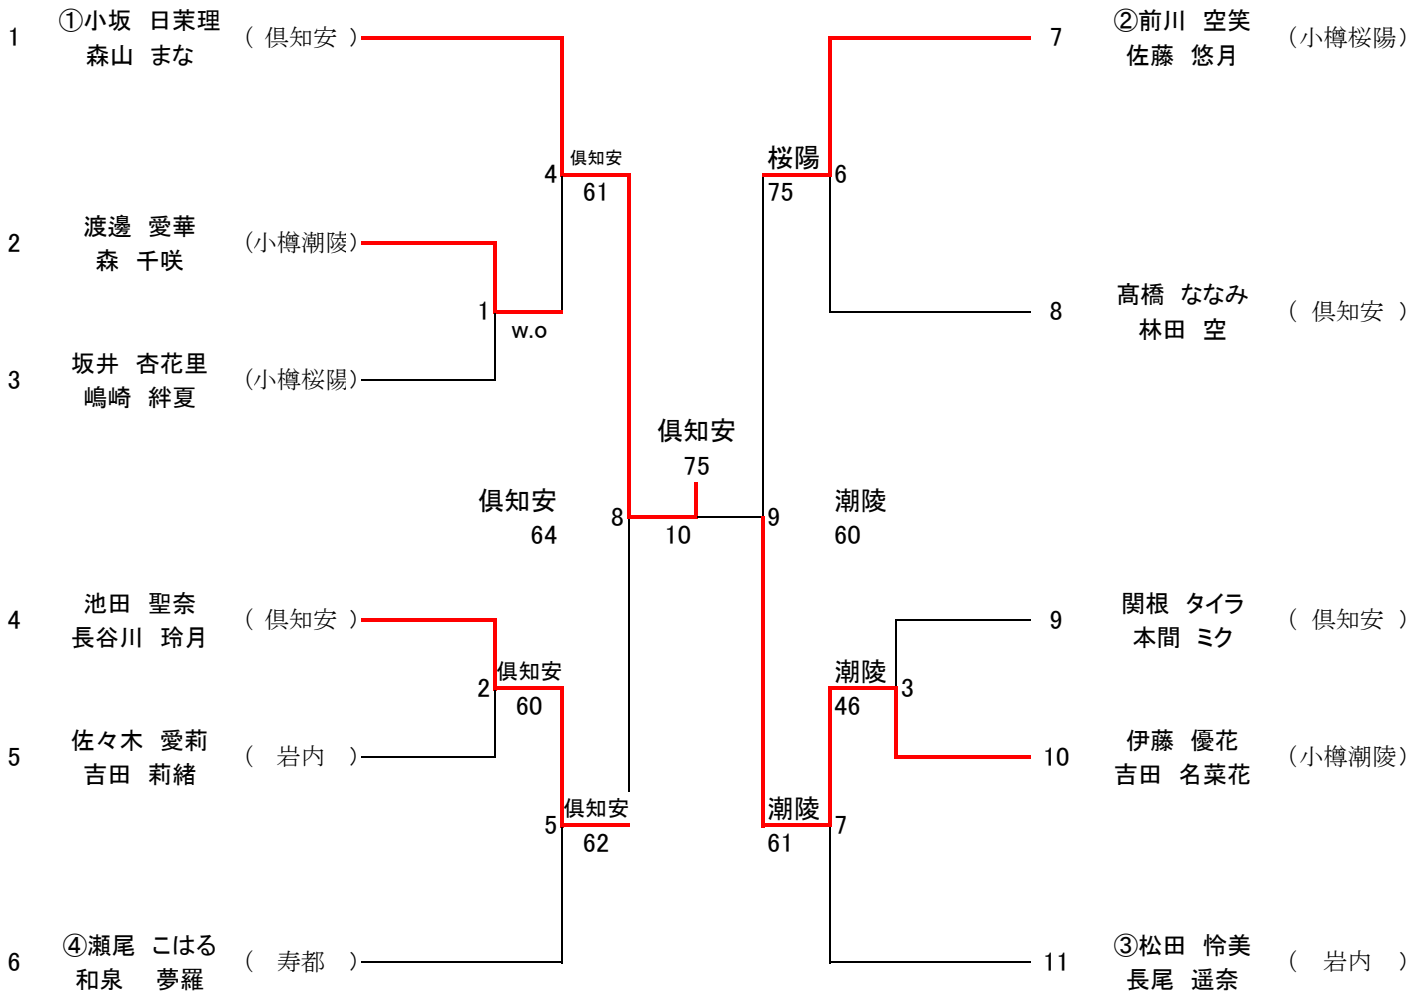 1 ①小坂 日茉理 ( 倶知安 )
森山 まな
2 渡邊 愛華 (小樽潮陵)
森 千咲
3 坂井 杏花里 (小樽桜陽)
嶋崎 絆夏
4 池田 聖奈 ( 倶知安 )
長谷川 玲月
5 佐々木 愛莉 ( 岩内 )
吉田 莉緒
6 ④瀬尾 こはる ( 寿都 )
和泉 夢羅
4 倶知安
61
1
w.o
倶知安
64
8
2 倶知安
60
5 倶知安
62
倶知安
75
10
桜陽 6
75
9
潮陵
60
潮陵 3
46
潮陵 7
61
7 ②前川 空笑 (小樽桜陽)
佐藤 悠月
8 髙橋 ななみ ( 倶知安 )
林田 空
9 関根 タイラ ( 倶知安 )
本間 ミク
10 伊藤 優花 (小樽潮陵)
吉田 名菜花
11 ③松田 怜美 ( 岩内 )
長尾 遥奈